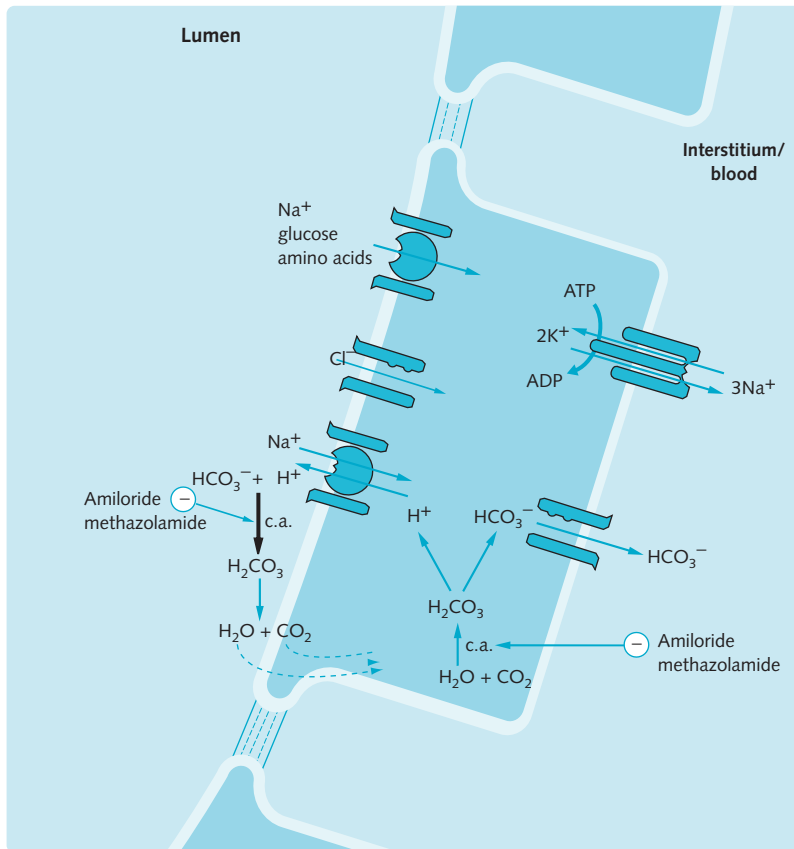 Lumen
Interstitium/
blood
Na⁺
glucose
amino acids
ATP
2K⁺
ADP
3Na⁺
Cl⁻
Na⁺
HCO₃⁻ + H⁺
Amiloride
methazolamide
−
c.a.
H₂CO₃
H₂O + CO₂
H⁺
HCO₃⁻
HCO₃⁻
H₂CO₃
c.a.
H₂O + CO₂
−
Amiloride
methazolamide